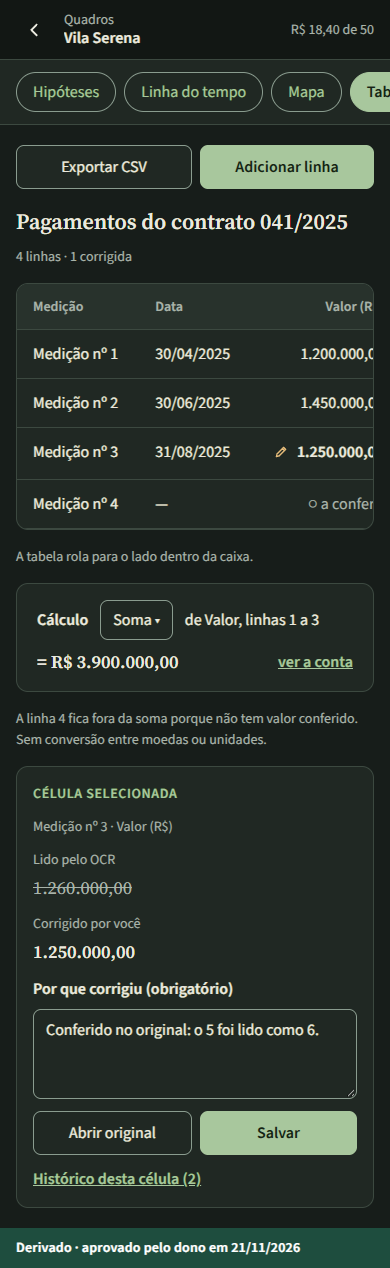 Quadros
Vila Serena
R$ 18,40 de 50
Hipóteses
Linha do tempo
Mapa
Tab
Exportar CSV
Adicionar linha
Pagamentos do contrato 041/2025
4 linhas · 1 corrigida
Medição Data Valor (R
Medição nº 1 30/04/2025 1.200.000,0
Medição nº 2 30/06/2025 1.450.000,0
Medição nº 3 31/08/2025 1.250.000,0
Medição nº 4 — a confer
A tabela rola para o lado dentro da caixa.
Cálculo Soma ▾ de Valor, linhas 1 a 3
= R$ 3.900.000,00 ver a conta
A linha 4 fica fora da soma porque não tem valor conferido.
Sem conversão entre moedas ou unidades.
CÉLULA SELECIONADA
Medição nº 3 · Valor (R$)
Lido pelo OCR
1.260.000,00
Corrigido por você
1.250.000,00
Por que corrigiu (obrigatório)
Conferido no original: o 5 foi lido como 6.
Abrir original
Salvar
Histórico desta célula (2)
Derivado · aprovado pelo dono em 21/11/2026